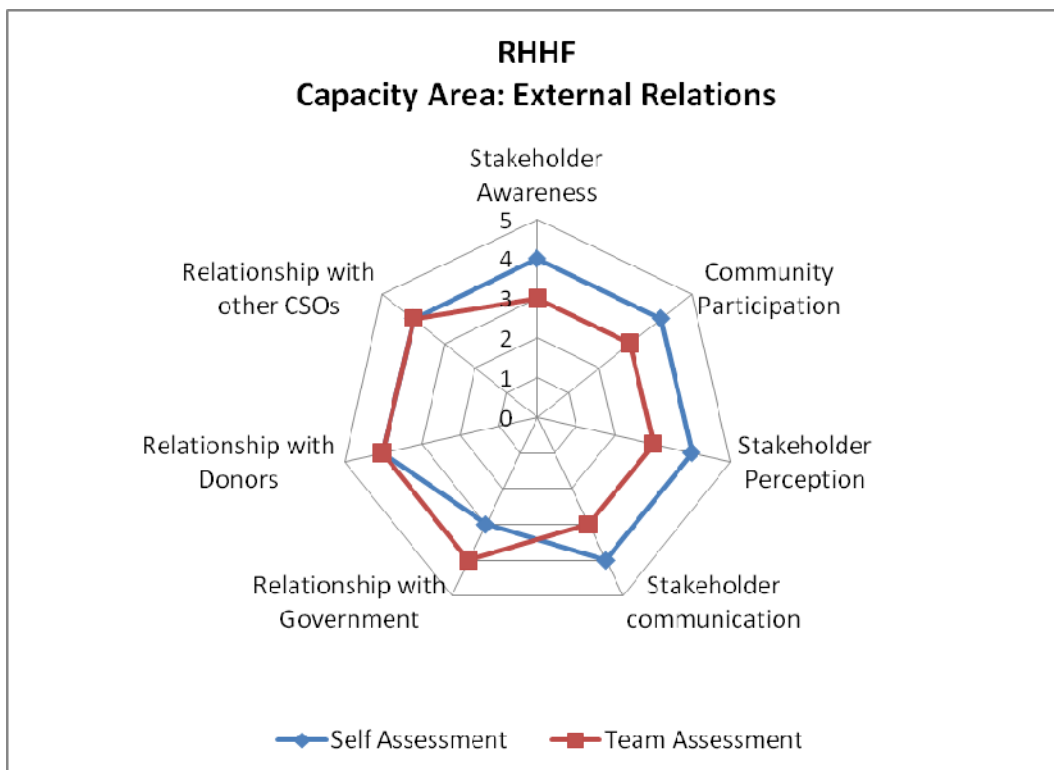 RHHF
Capacity Area: External Relations
Stakeholder
Awareness
5
4
3
2
1
0
Community
Participation
Stakeholder
Perception
Stakeholder
communication
Relationship with
Government
Relationship with
Donors
Relationship with
other CSOs
Self Assessment
Team Assessment